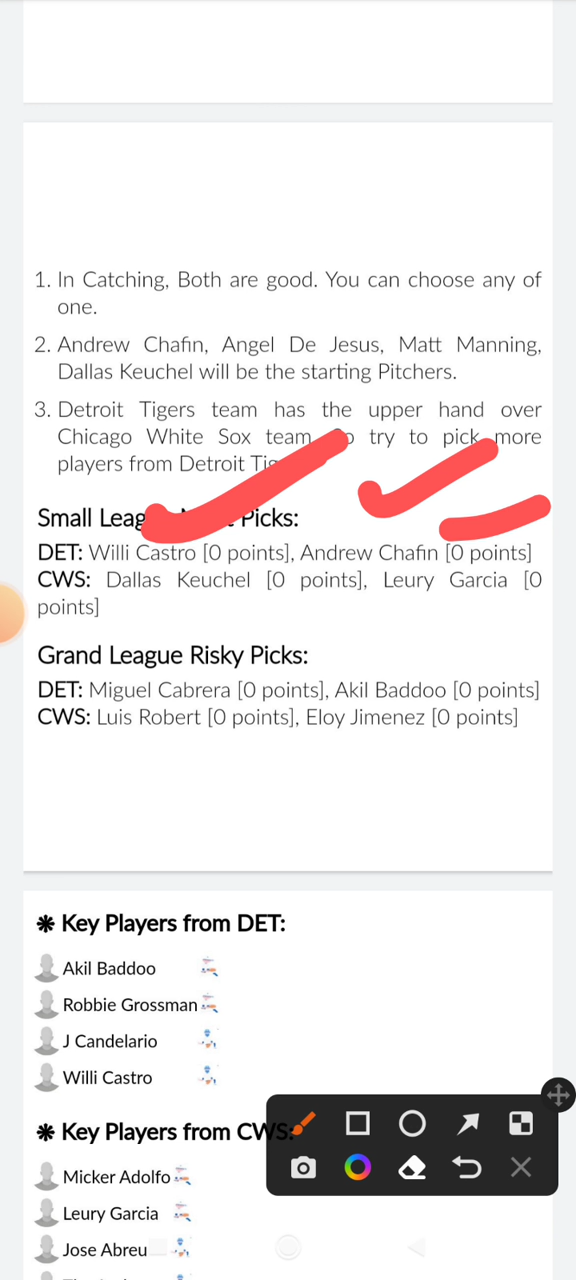 1. In Catching, Both are good. You can choose any of
one.
2. Andrew Chafin, Angel De Jesus, Matt Manning,
Dallas Keuchel will be the starting Pitchers.
3. Detroit Tigers team has the upper hand over
Chicago White Sox team try to pick more
players from Detroit
Small Picks:
DET: Willi Castro [0 points], Andrew Chafin [0 points]
CWS: Dallas Keuchel [0 points], Leury Garcia [0
points]
Grand League Risky Picks:
DET: Miguel Cabrera [0 points], Akil Baddoo [0 points]
CWS: Luis Robert [0 points], Eloy Jimenez [0 points]
✱ Key Players from DET:
Akil Baddoo
Robbie Grossman
J Candelario
Willi Castro
✱ Key Players from CWS:
Micker Adolfo
Leury Garcia
Jose Abreu